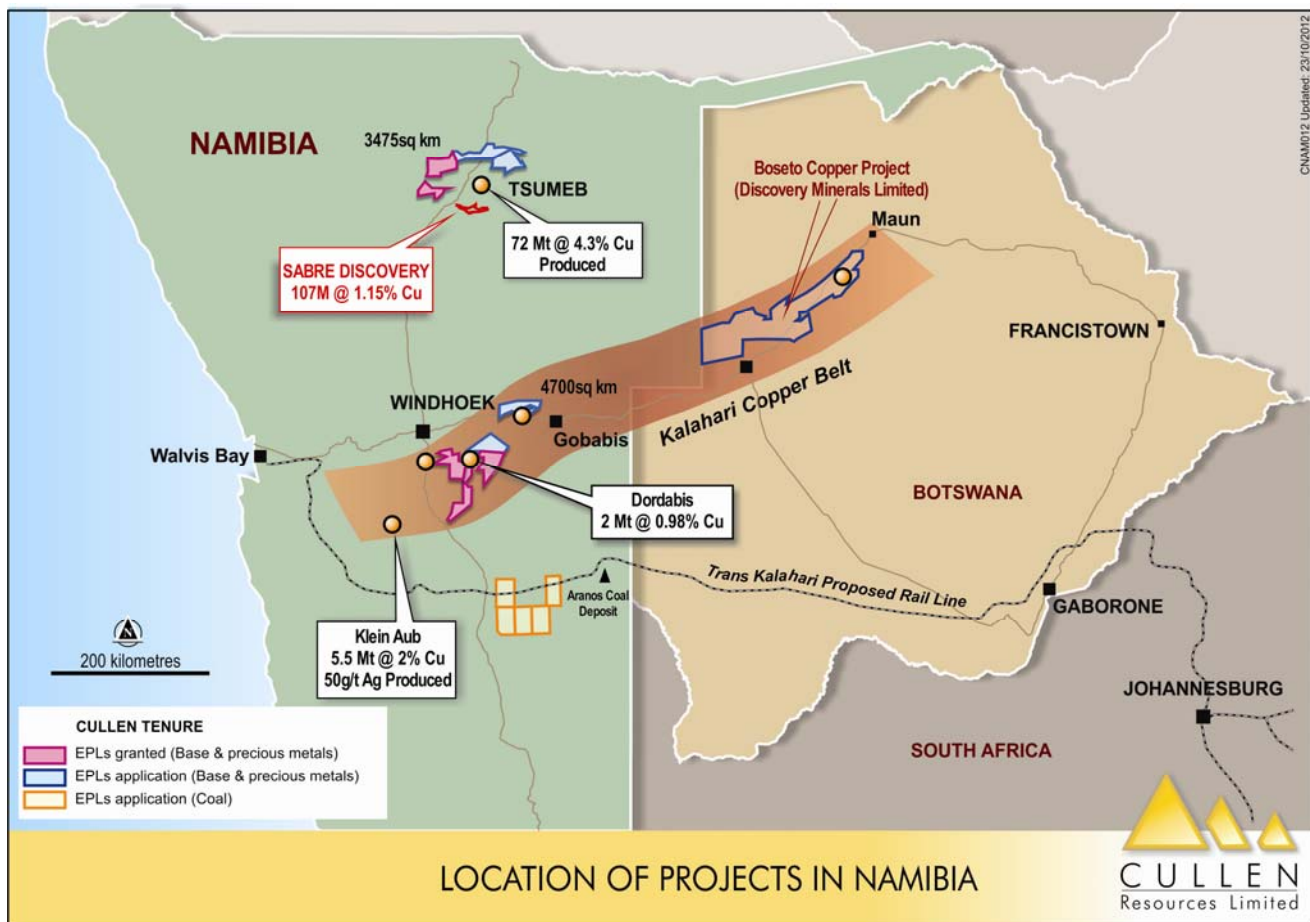 CNAM012 Updated: 23/10/2012
NAMIBIA
3475sq km
TSUMEB
72 Mt @ 4.3% Cu
Produced
SABRE DISCOVERY
107M @ 1.15% Cu
Boseto Copper Project
(Discovery Minerals Limited)
Maun
FRANCISTOWN
4700sq km
WINDHOEK
Gobabis
Kalahari Copper Belt
Walvis Bay
Dordabis
2 Mt @ 0.98% Cu
BOTSWANA
Trans Kalahari Proposed Rail Line
Aranos Coal
Deposit
GABORONE
Klein Aub
5.5 Mt @ 2% Cu
50g/t Ag Produced
200 kilometres
JOHANNESBURG
SOUTH AFRICA
CULLEN TENURE
EPLs granted (Base & precious metals)
EPLs application (Base & precious metals)
EPLs application (Coal)
LOCATION OF PROJECTS IN NAMIBIA
CULLEN
Resources Limited